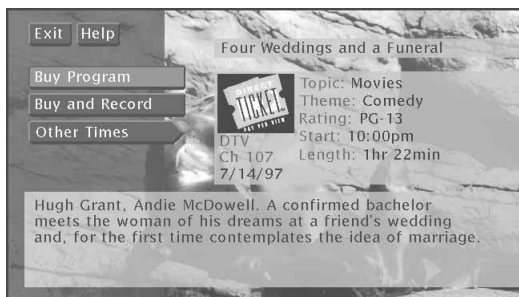 Exit Help
Four Weddings and a Funeral
Buy Program
Buy and Record
Other Times
DIRECT
TICKET
PAY PER VIEW
DTV
Ch 107
7/14/97
Topic: Movies
Theme: Comedy
Rating: PG-13
Start: 10:00pm
Length: 1hr 22min
Hugh Grant, Andie McDowell. A confirmed bachelor
meets the woman of his dreams at a friend's wedding
and, for the first time contemplates the idea of marriage.